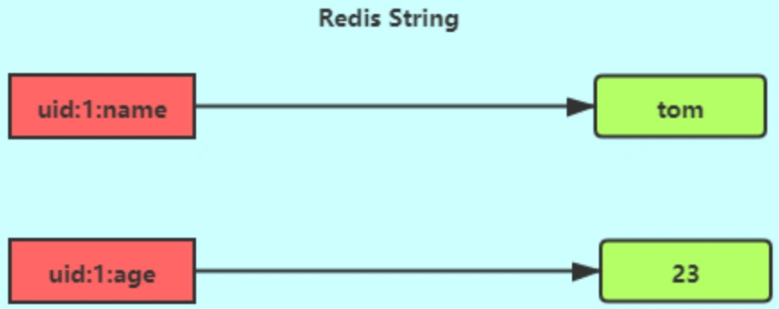 Redis String
uid:1:name
tom
uid:1:age
23